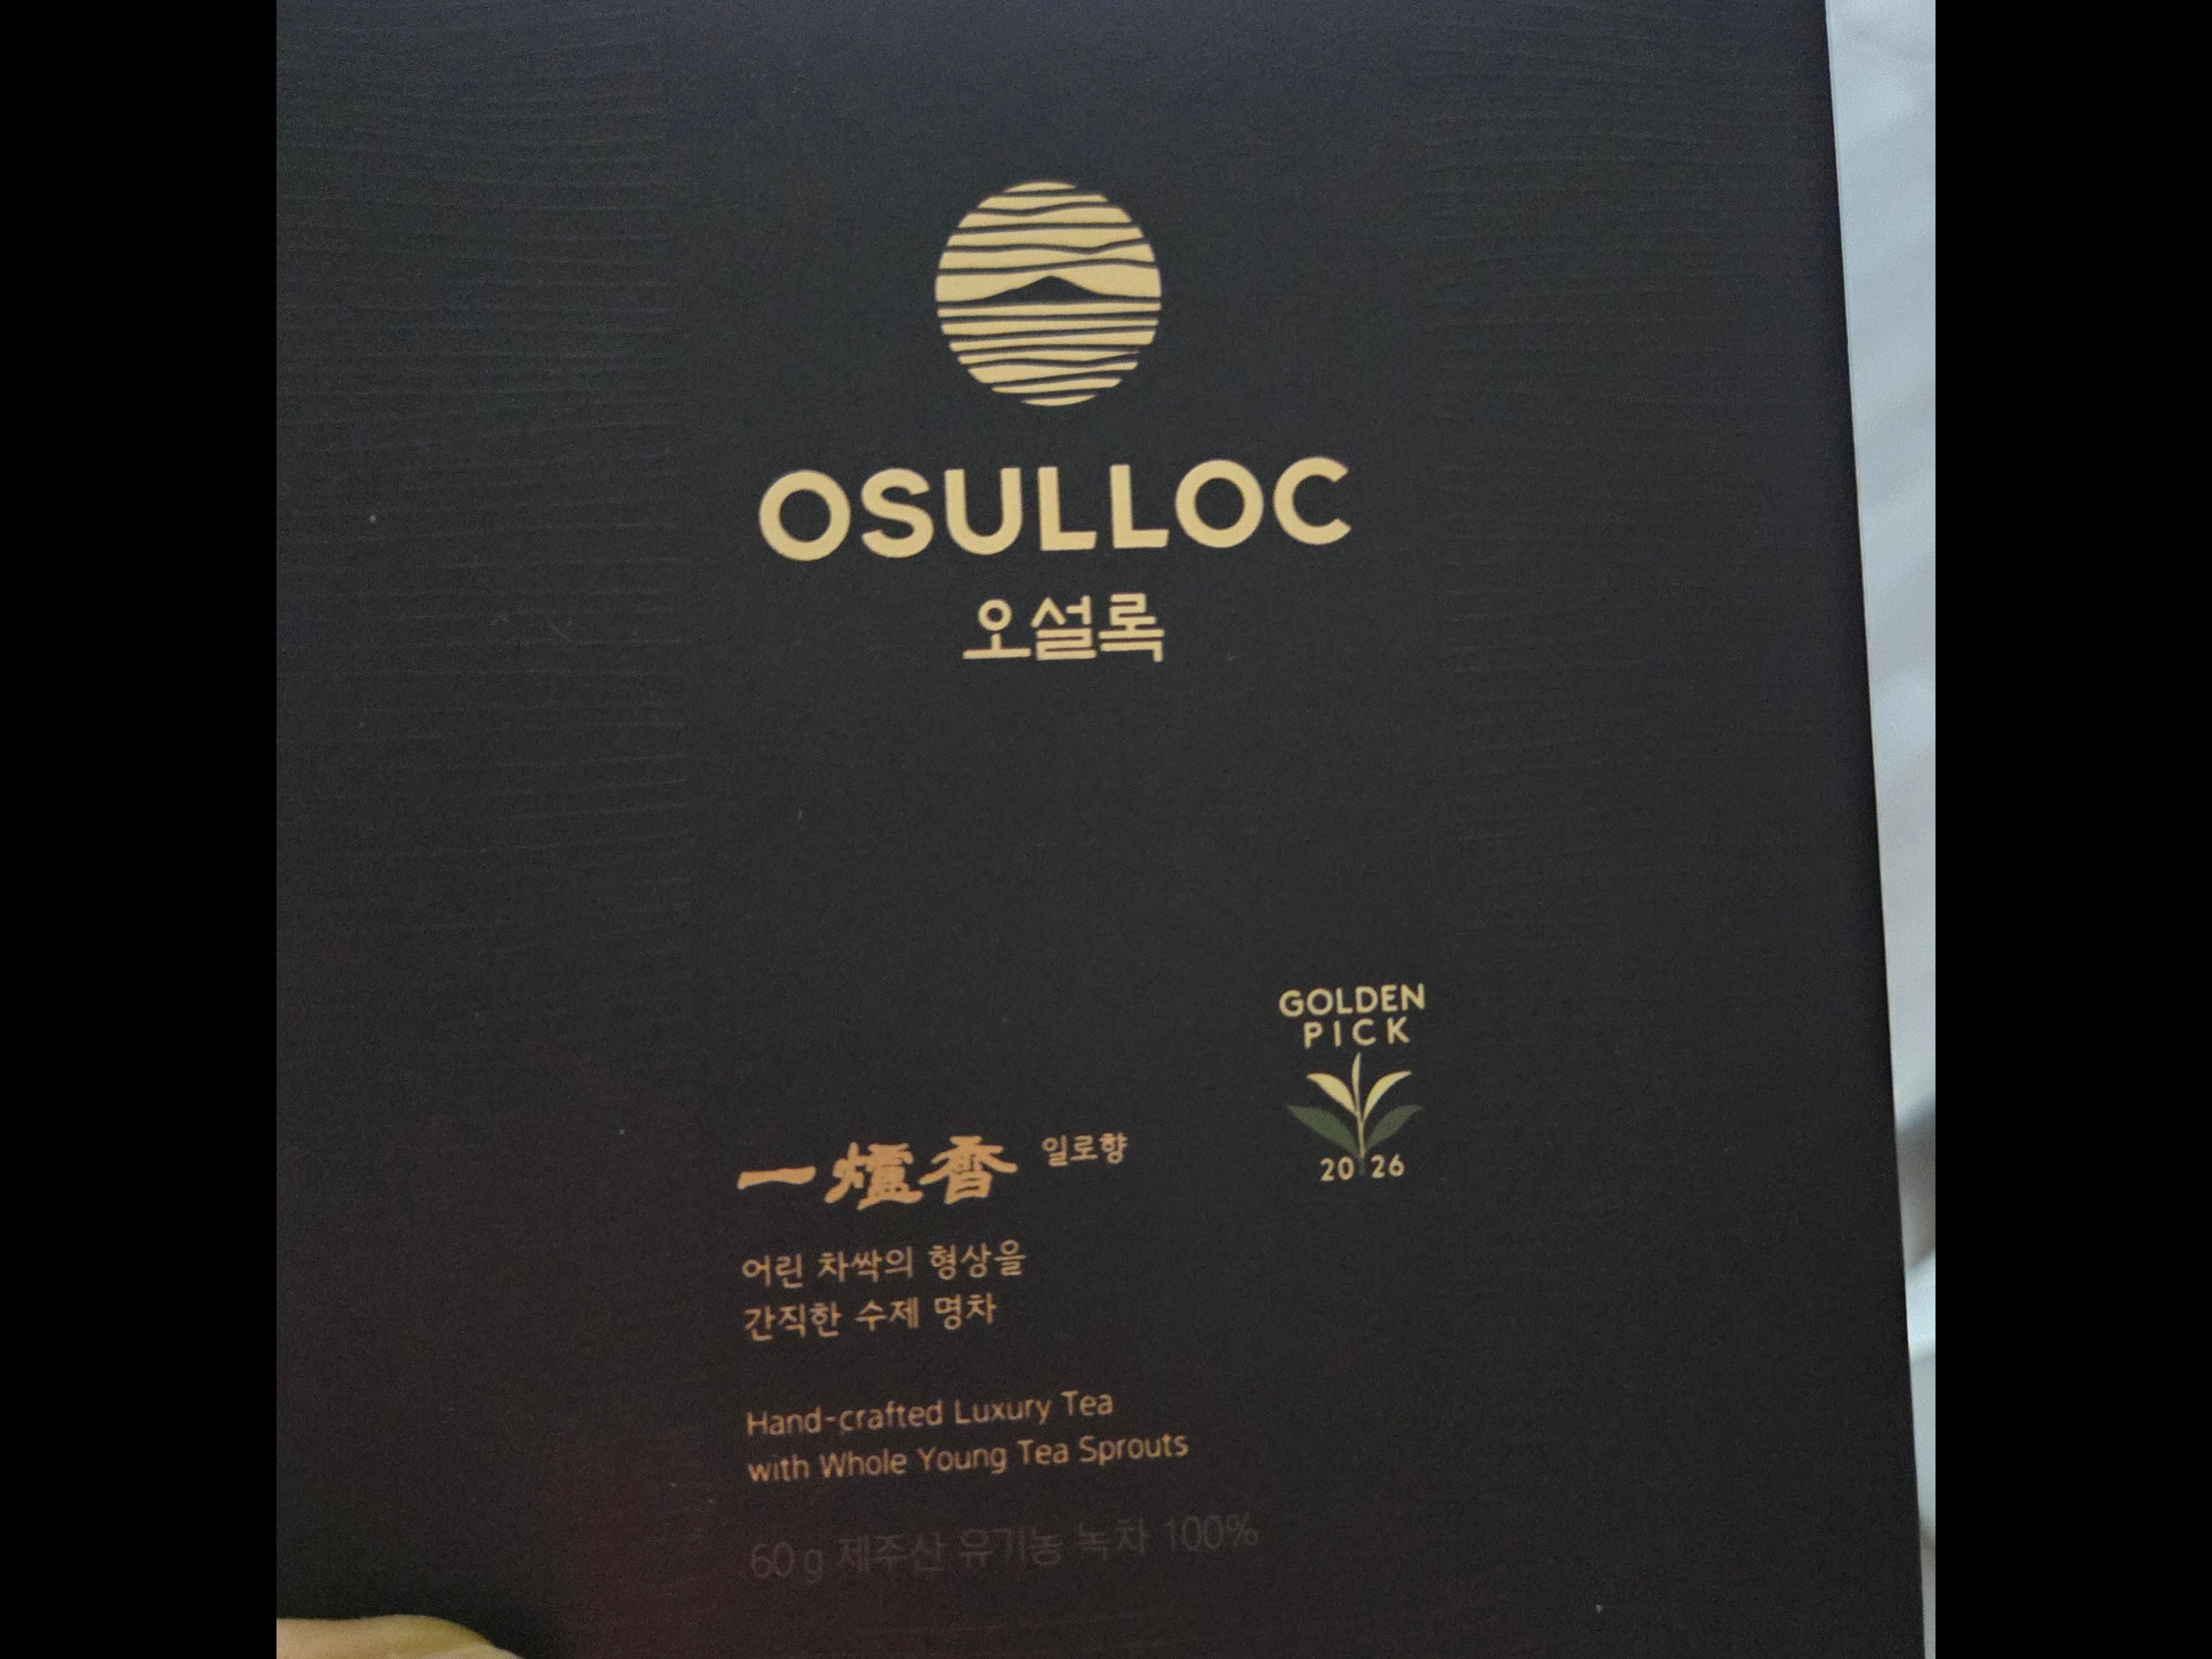 OSULLOC
오설록
GOLDEN
PICK
2026
一爐香 일로향
어린 차싹의 형상을
간직한 수제 명차
Hand-crafted Luxury Tea
with Whole Young Tea Sprouts
60 g 제주산 유기농 녹차 100%